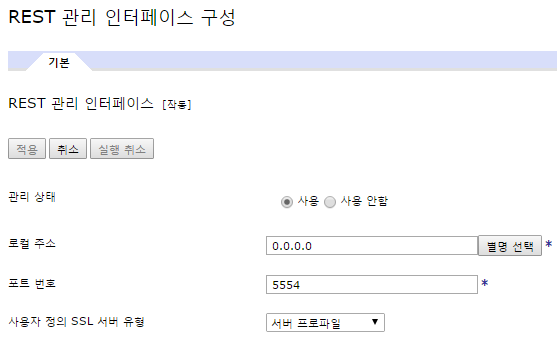 REST 관리 인터페이스 구성
기본
REST 관리 인터페이스 [작동]
적용 취소 실행 취소
관리 상태 사용 사용 안함
로컬 주소 0.0.0.0 별명 선택 *
포트 번호 5554 *
사용자 정의 SSL 서버 유형 서버 프로파일